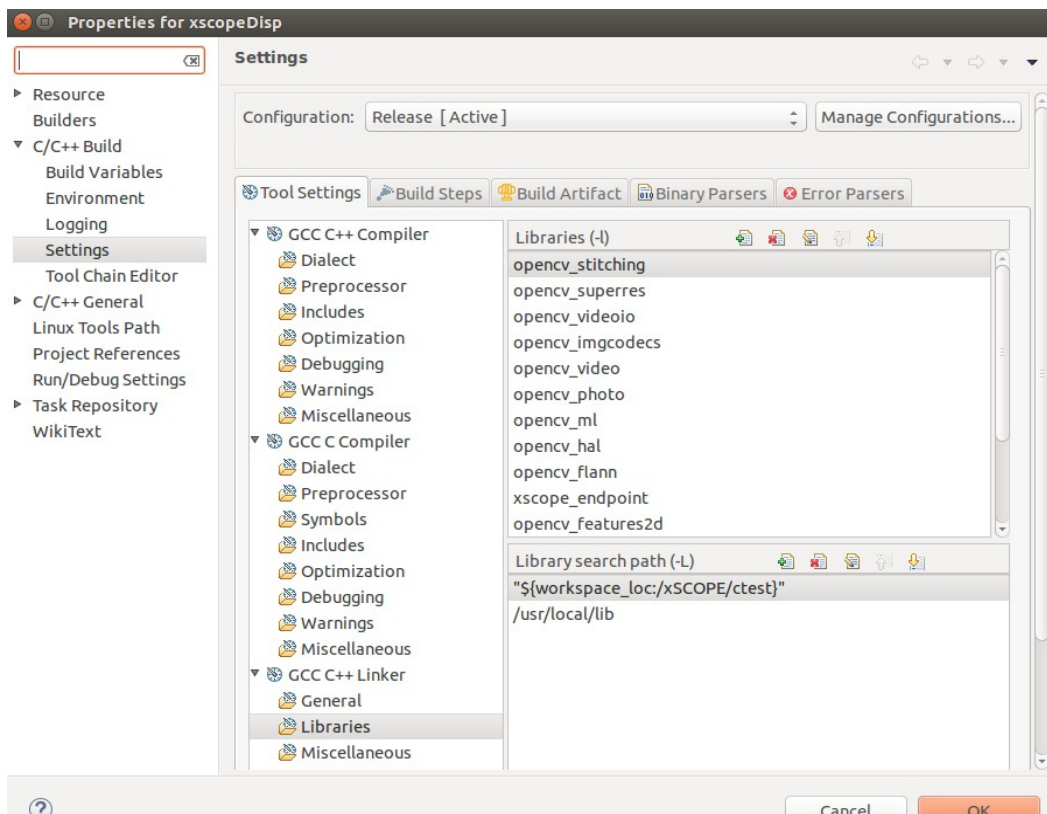 Properties for xscopeDisp
Settings
Resource
Builders
C/C++ Build
Build Variables
Environment
Logging
Settings
Tool Chain Editor
C/C++ General
Linux Tools Path
Project References
Run/Debug Settings
Task Repository
WikiText
Configuration: Release [ Active ] Manage Configurations...
Tool Settings Build Steps Build Artifact Binary Parsers Error Parsers
GCC C++ Compiler
Dialect
Preprocessor
Includes
Optimization
Debugging
Warnings
Miscellaneous
GCC C Compiler
Dialect
Preprocessor
Symbols
Includes
Optimization
Debugging
Warnings
Miscellaneous
GCC C++ Linker
General
Libraries
Miscellaneous
Libraries (-l)
opencv_stitching
opencv_superres
opencv_videoio
opencv_imgcodecs
opencv_video
opencv_photo
opencv_ml
opencv_hal
opencv_flann
xscope_endpoint
opencv_features2d
Library search path (-L)
"${workspace_loc:/xSCOPE/ctest}"
/usr/local/lib
? Cancel OK